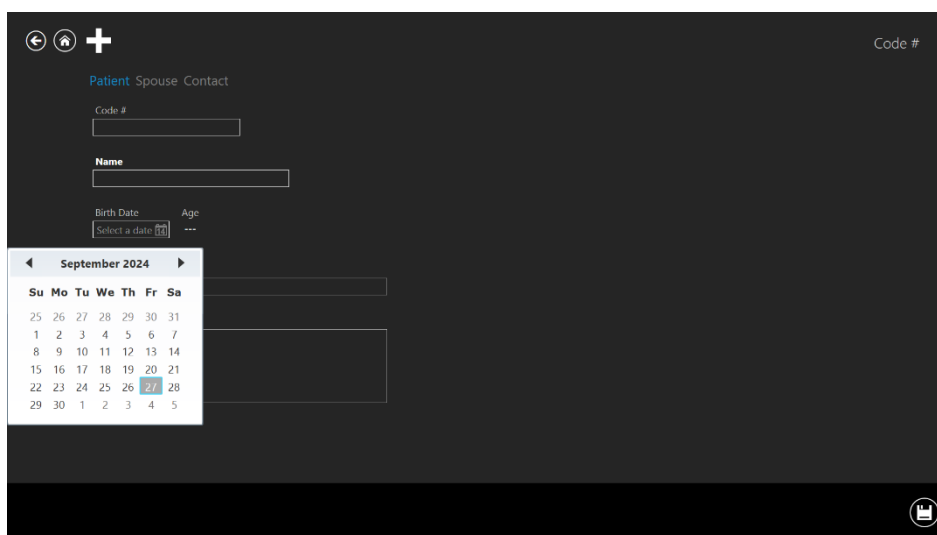 Code #
Patient Spouse Contact
Code #
Name
Birth Date Age
Select a date 14 ---
September 2024
Su Mo Tu We Th Fr Sa
25 26 27 28 29 30 31
1 2 3 4 5 6 7
8 9 10 11 12 13 14
15 16 17 18 19 20 21
22 23 24 25 26 27 28
29 30 1 2 3 4 5